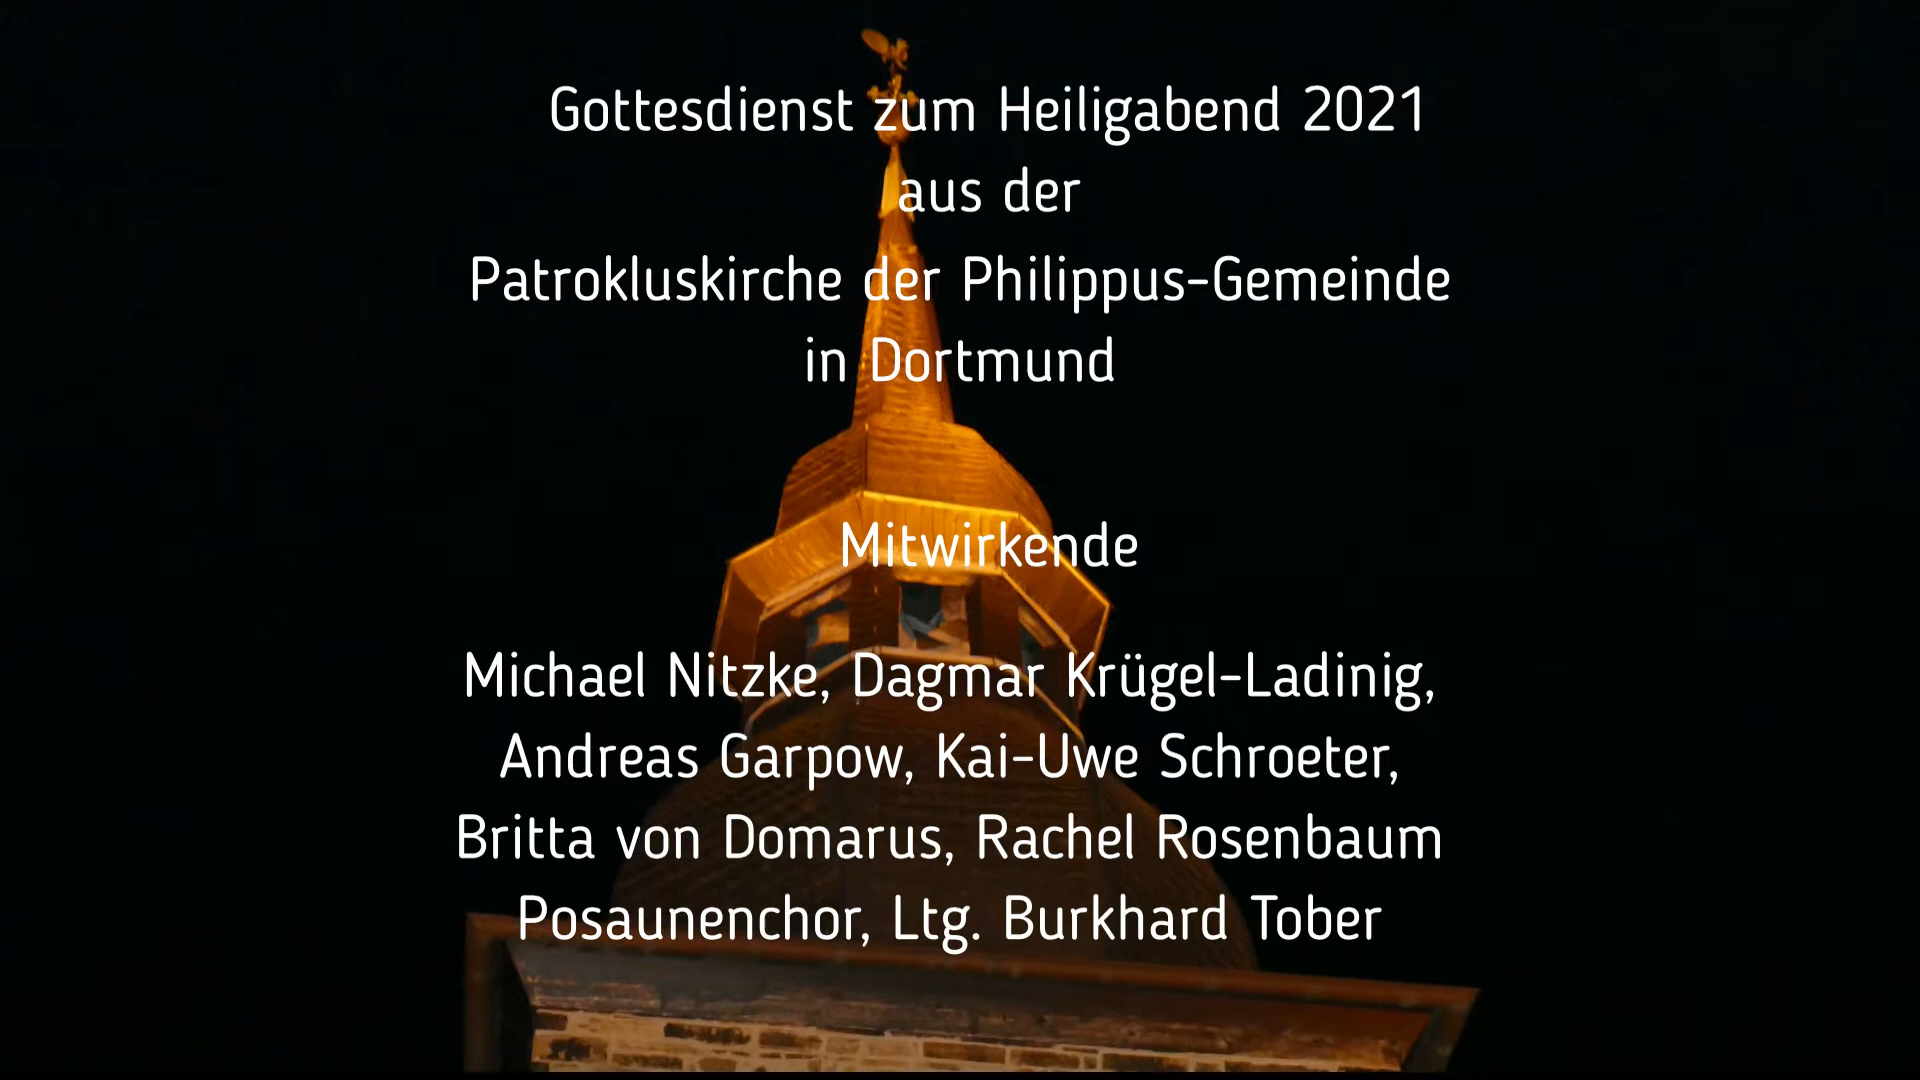 Gottesdienst zum Heiligabend 2021
aus der
Patrokluskirche der Philippus-Gemeinde
in Dortmund
Mitwirkende
Michael Nitzke, Dagmar Krügel-Ladinig,
Andreas Garpow, Kai-Uwe Schroeter,
Britta von Domarus, Rachel Rosenbaum
Posaunenchor, Ltg. Burkhard Tober